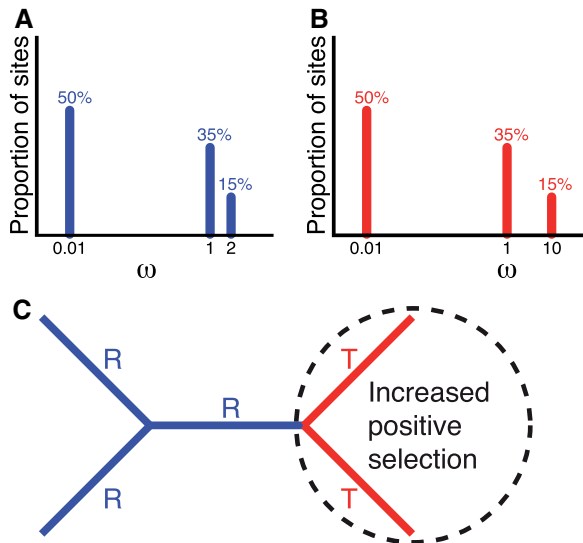 A
Proportion of sites
50%
35%
15%
0.01
1
2
ω
B
Proportion of sites
50%
35%
15%
0.01
1
10
ω
C
R
R
R
T
T
Increased
positive
selection